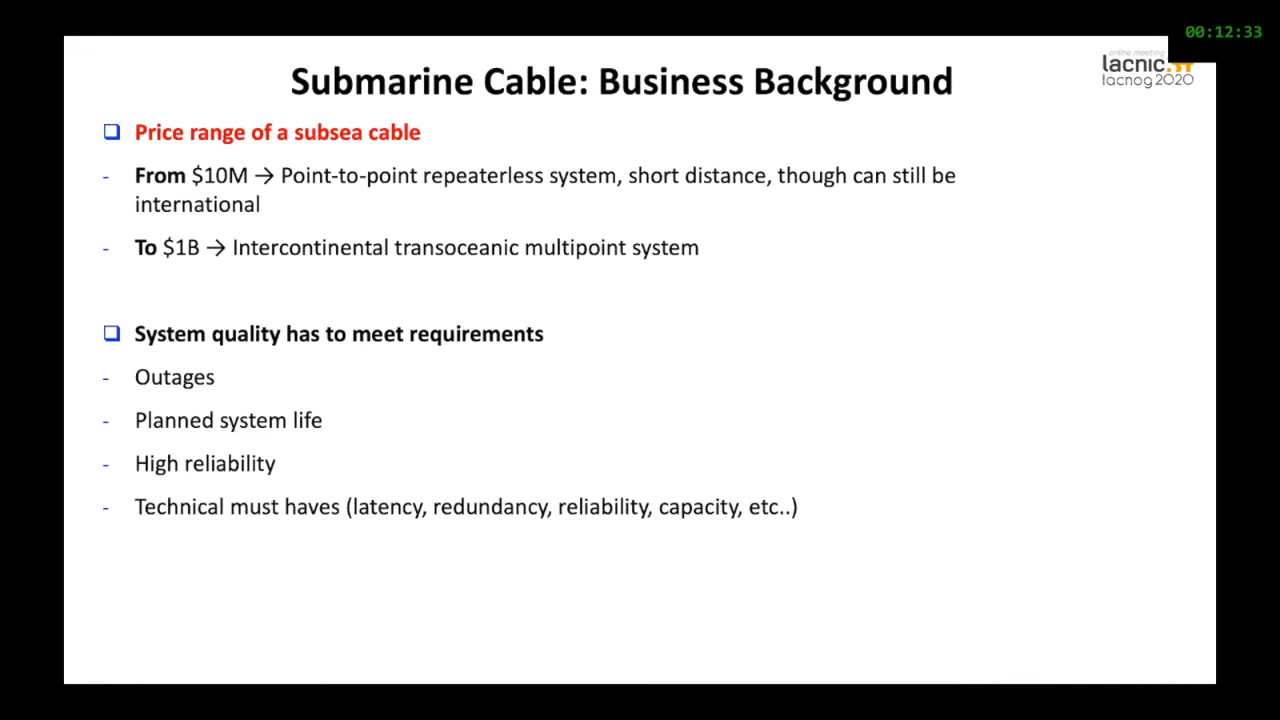 00:12:33
online meeting
lacnic
lacnog 2020
Submarine Cable: Business Background
Price range of a subsea cable
- From $10M → Point-to-point repeaterless system, short distance, though can still be
international
- To $1B → Intercontinental transoceanic multipoint system
System quality has to meet requirements
- Outages
- Planned system life
- High reliability
- Technical must haves (latency, redundancy, reliability, capacity, etc..)